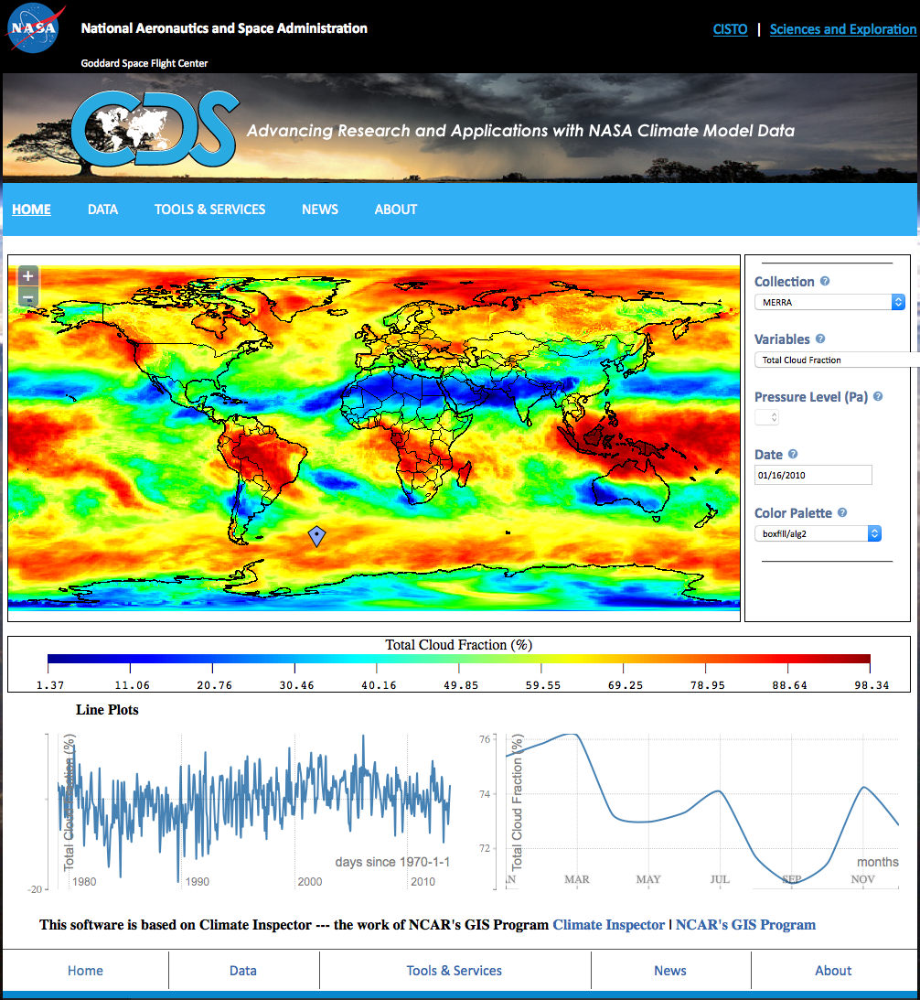 NASA
National Aeronautics and Space Administration
CISTO | Sciences and Exploration
Goddard Space Flight Center
CDS
Advancing Research and Applications with NASA Climate Model Data
HOME DATA TOOLS & SERVICES NEWS ABOUT
+
−
Collection ?
MERRA
Variables ?
Total Cloud Fraction
Pressure Level (Pa) ?
Date ?
01/16/2010
Color Palette ?
boxfill/alg2
Total Cloud Fraction (%)
1.37 11.06 20.76 30.46 40.16 49.85 59.55 69.25 78.95 88.64 98.34
Line Plots
Total Cloud Fraction (%)
-20
days since 1970-1-1
1980 1990 2000 2010
Total Cloud Fraction (%)
76
74
72
months
AN MAR MAY JUL SEP NOV
This software is based on Climate Inspector --- the work of NCAR's GIS Program Climate Inspector | NCAR's GIS Program
Home Data Tools & Services News About